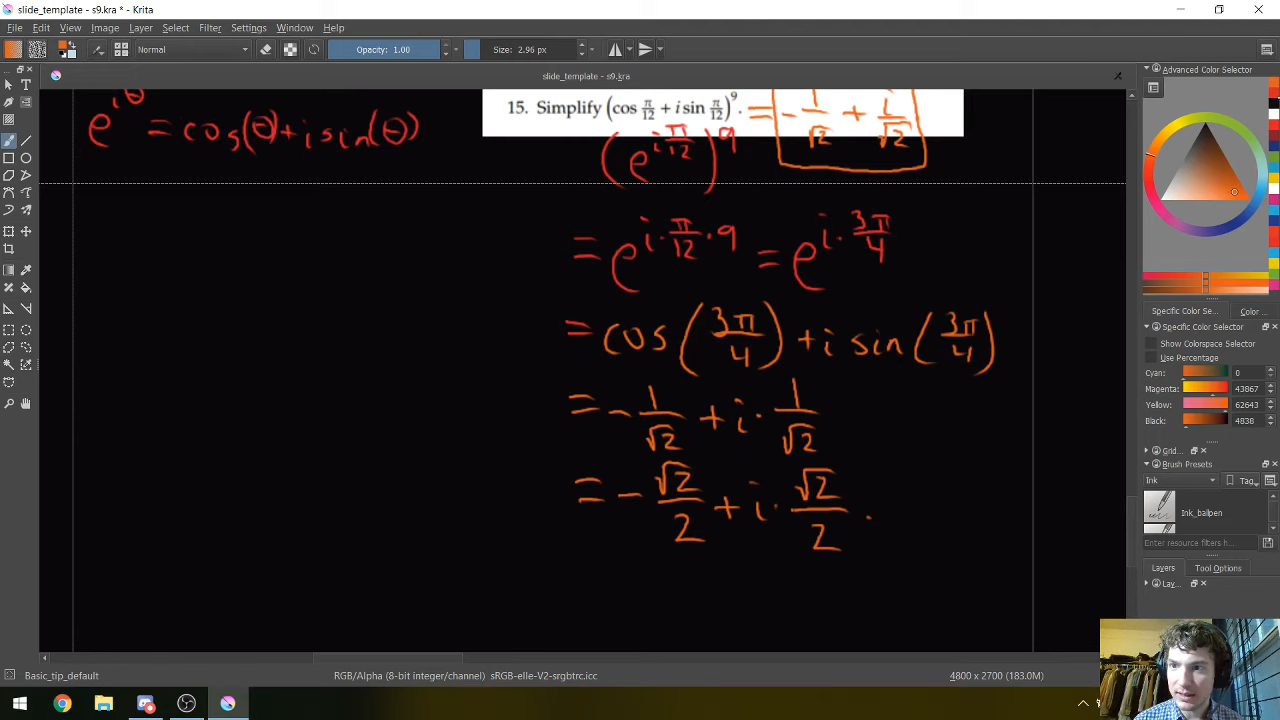 slide_template - s9.kra * - Krita
File Edit View Image Layer Select Filter Tools Settings Window Help
Normal Opacity: 1.00 Size: 2.96 px
slide_template - s9.kra
e^{iθ} = cos(θ)+i sin(θ)
15. Simplify (cos π/12 + i sin π/12)^9. = -1/√2 + i/√2
(e^{i π/12})^9
= e^{i·π/12·9} = e^{i·3π/4}
= cos(3π/4) + i sin(3π/4)
= -1/√2 + i·1/√2
= -√2/2 + i·√2/2.
Advanced Color Selector
Specific Color Sel... Color ...
Specific Color Selector
Show Colorspace Selector
Use Percentage
Cyan: 0
Magenta: 43867
Yellow: 62643
Black: 4838
Grid...
Brush Presets
Ink Tag
Ink_ballpen
Enter resource filters here
Layers Tool Options
Lay...
Basic_tip_default RGB/Alpha (8-bit integer/channel) sRGB-elle-V2-srgbtrc.icc 4800 x 2700 (183.0M)